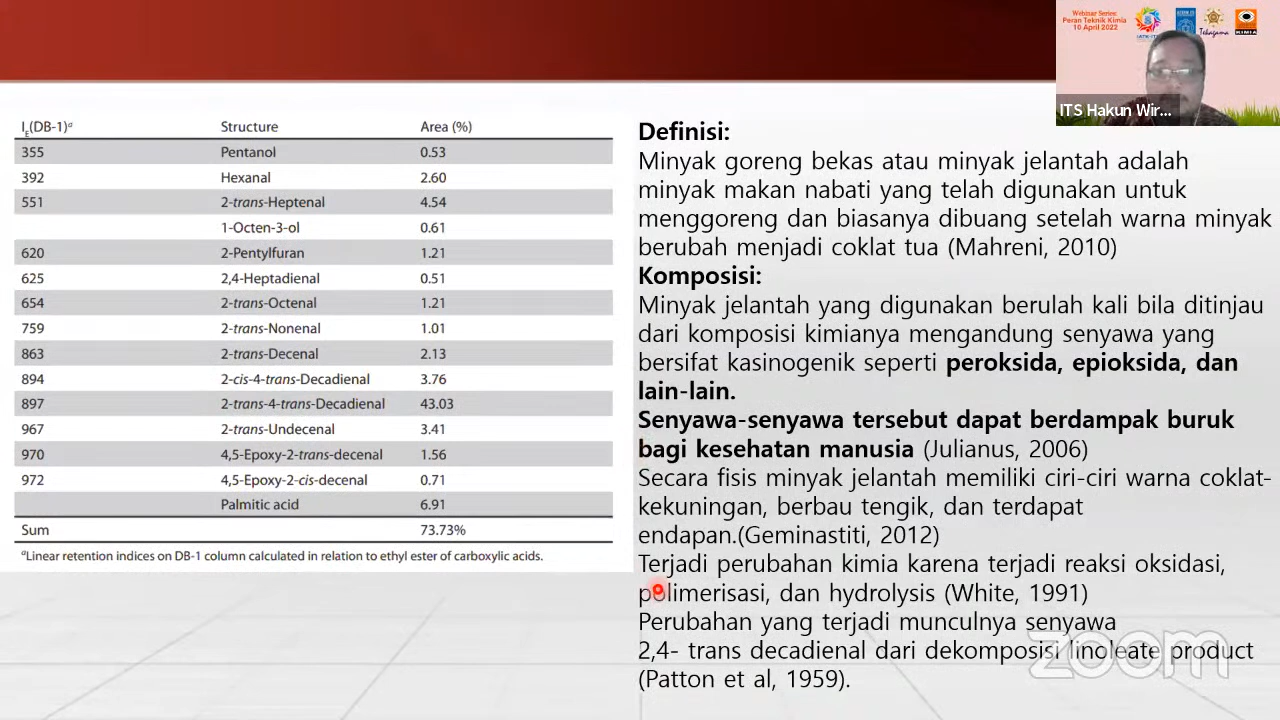 Webinar Series:
Peran Teknik Kimia
10 April 2022
Tekagama
KIMIA
ITS Hakun Wir...
IE(DB-1)a Structure Area (%)
355 Pentanol 0.53
392 Hexanal 2.60
551 2-trans-Heptenal 4.54
1-Octen-3-ol 0.61
620 2-Pentylfuran 1.21
625 2,4-Heptadienal 0.51
654 2-trans-Octenal 1.21
759 2-trans-Nonenal 1.01
863 2-trans-Decenal 2.13
894 2-cis-4-trans-Decadienal 3.76
897 2-trans-4-trans-Decadienal 43.03
967 2-trans-Undecenal 3.41
970 4,5-Epoxy-2-trans-decenal 1.56
972 4,5-Epoxy-2-cis-decenal 0.71
Palmitic acid 6.91
Sum 73.73%
aLinear retention indices on DB-1 column calculated in relation to ethyl ester of carboxylic acids.
Definisi:
Minyak goreng bekas atau minyak jelantah adalah
minyak makan nabati yang telah digunakan untuk
menggoreng dan biasanya dibuang setelah warna minyak
berubah menjadi coklat tua (Mahreni, 2010)
Komposisi:
Minyak jelantah yang digunakan berulah kali bila ditinjau
dari komposisi kimianya mengandung senyawa yang
bersifat kasinogenik seperti peroksida, epioksida, dan
lain-lain.
Senyawa-senyawa tersebut dapat berdampak buruk
bagi kesehatan manusia (Julianus, 2006)
Secara fisis minyak jelantah memiliki ciri-ciri warna coklat-
kekuningan, berbau tengik, dan terdapat
endapan.(Geminastiti, 2012)
Terjadi perubahan kimia karena terjadi reaksi oksidasi,
polimerisasi, dan hydrolysis (White, 1991)
Perubahan yang terjadi munculnya senyawa
2,4- trans decadienal dari dekomposisi linoleate product
(Patton et al, 1959).
zoom